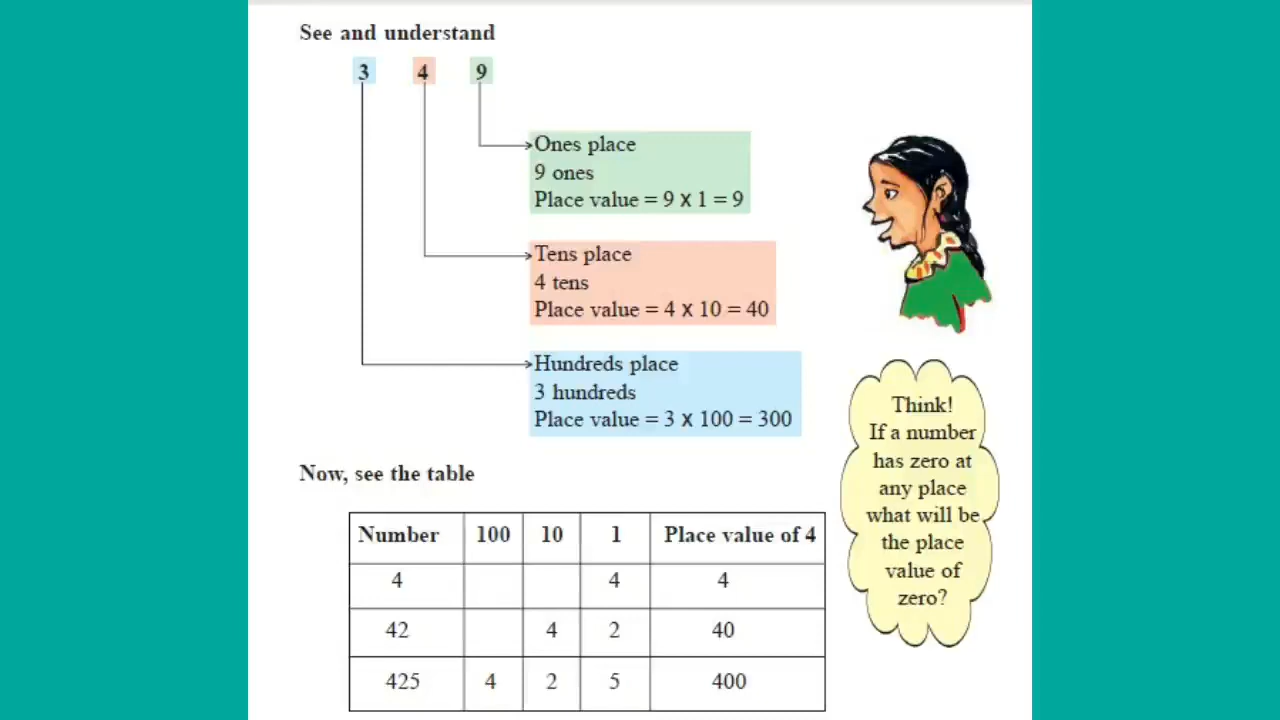 See and understand
3 4 9
Ones place
9 ones
Place value = 9 x 1 = 9
Tens place
4 tens
Place value = 4 x 10 = 40
Hundreds place
3 hundreds
Place value = 3 x 100 = 300
Think!
If a number
has zero at
any place
what will be
the place
value of
zero?
Now, see the table
Number 100 10 1 Place value of 4
4 4 4
42 4 2 40
425 4 2 5 400